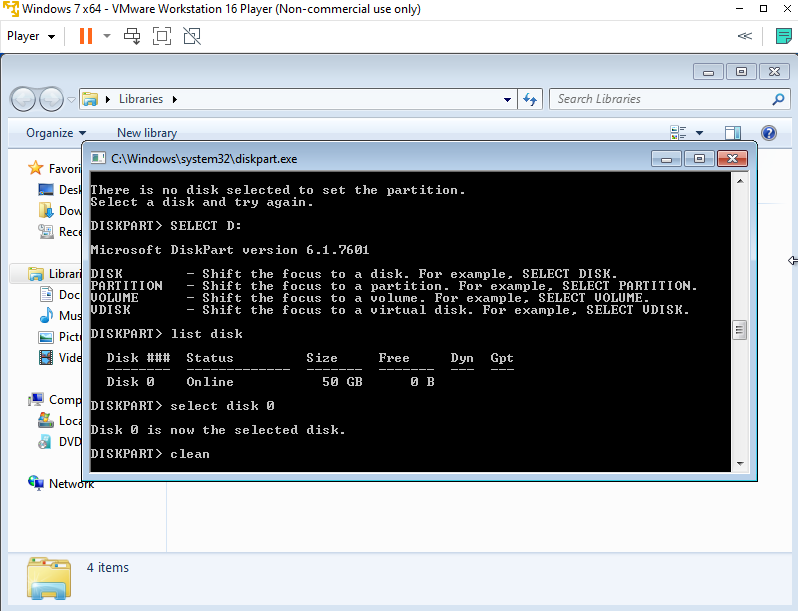 Windows 7 x64 - VMware Workstation 16 Player (Non-commercial use only)
Player
Libraries
Search Libraries
Organize
New library
C:\Windows\system32\diskpart.exe
There is no disk selected to set the partition.
Select a disk and try again.
DISKPART> SELECT D:
Microsoft DiskPart version 6.1.7601
DISK - Shift the focus to a disk. For example, SELECT DISK.
PARTITION - Shift the focus to a partition. For example, SELECT PARTITION.
VOLUME - Shift the focus to a volume. For example, SELECT VOLUME.
VDISK - Shift the focus to a virtual disk. For example, SELECT VDISK.
DISKPART> list disk
Disk ### Status Size Free Dyn Gpt
-------- ------------- ------- ------- --- ---
Disk 0 Online 50 GB 0 B
DISKPART> select disk 0
Disk 0 is now the selected disk.
DISKPART> clean
Favori
Desk
Dow
Rece
Librari
Doc
Mus
Pict
Vide
Comp
Loca
DVD
Network
4 items